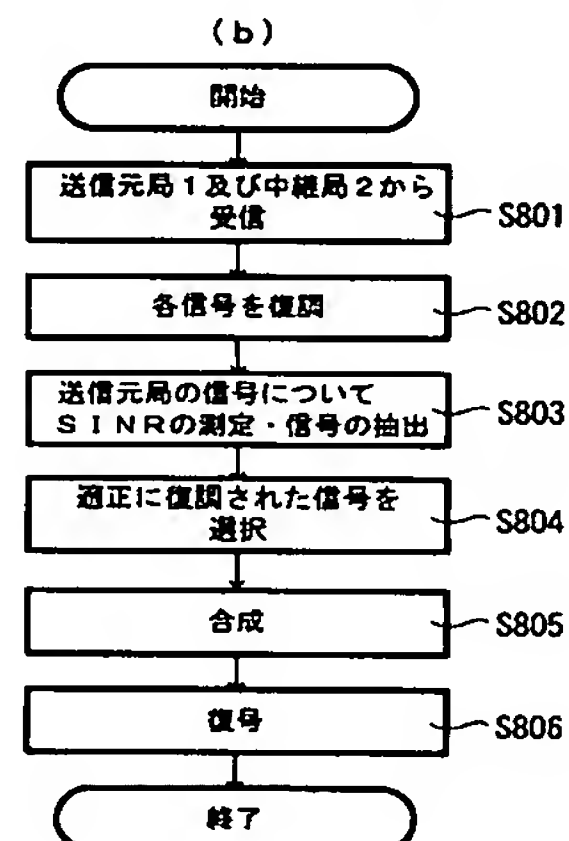 (b)
開始
送信元局1及び中継局2から
受信
S801
各信号を復調
S802
送信元局の信号について
SINRの測定・信号の抽出
S803
適正に復調された信号を
選択
S804
合成
S805
復号
S806
終了